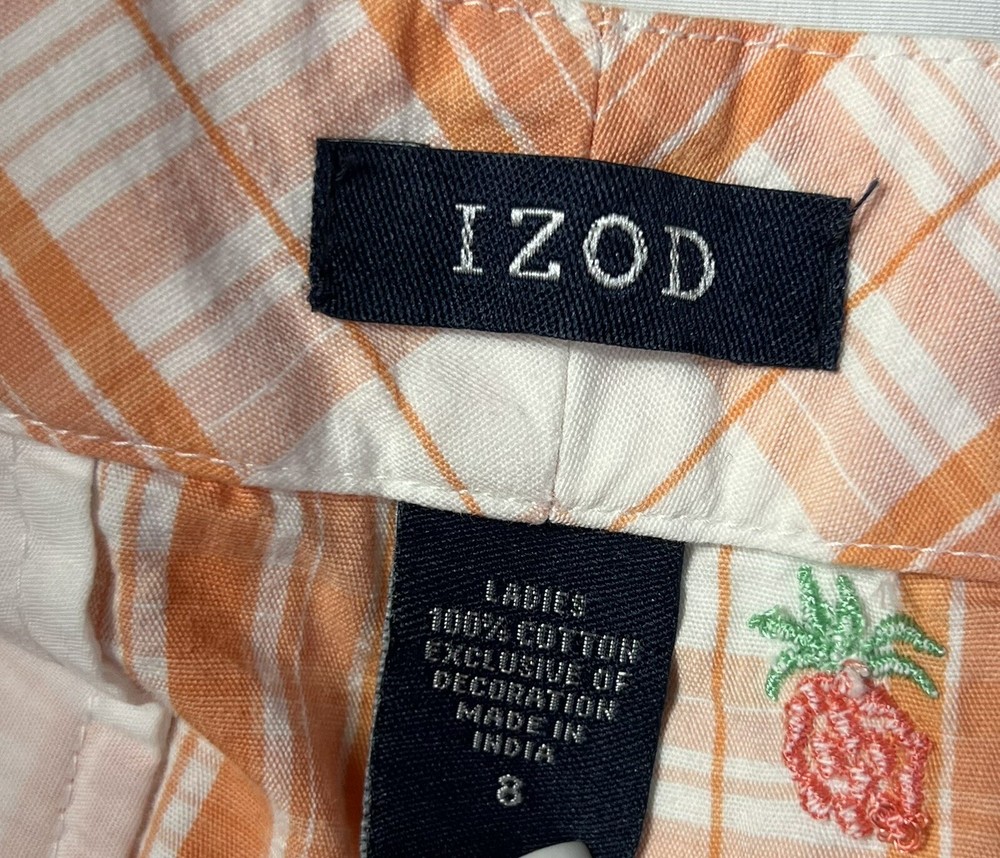 IZOD
LADIES
100% COTTON
EXCLUSIVE OF
DECORATION
MADE IN
INDIA
8